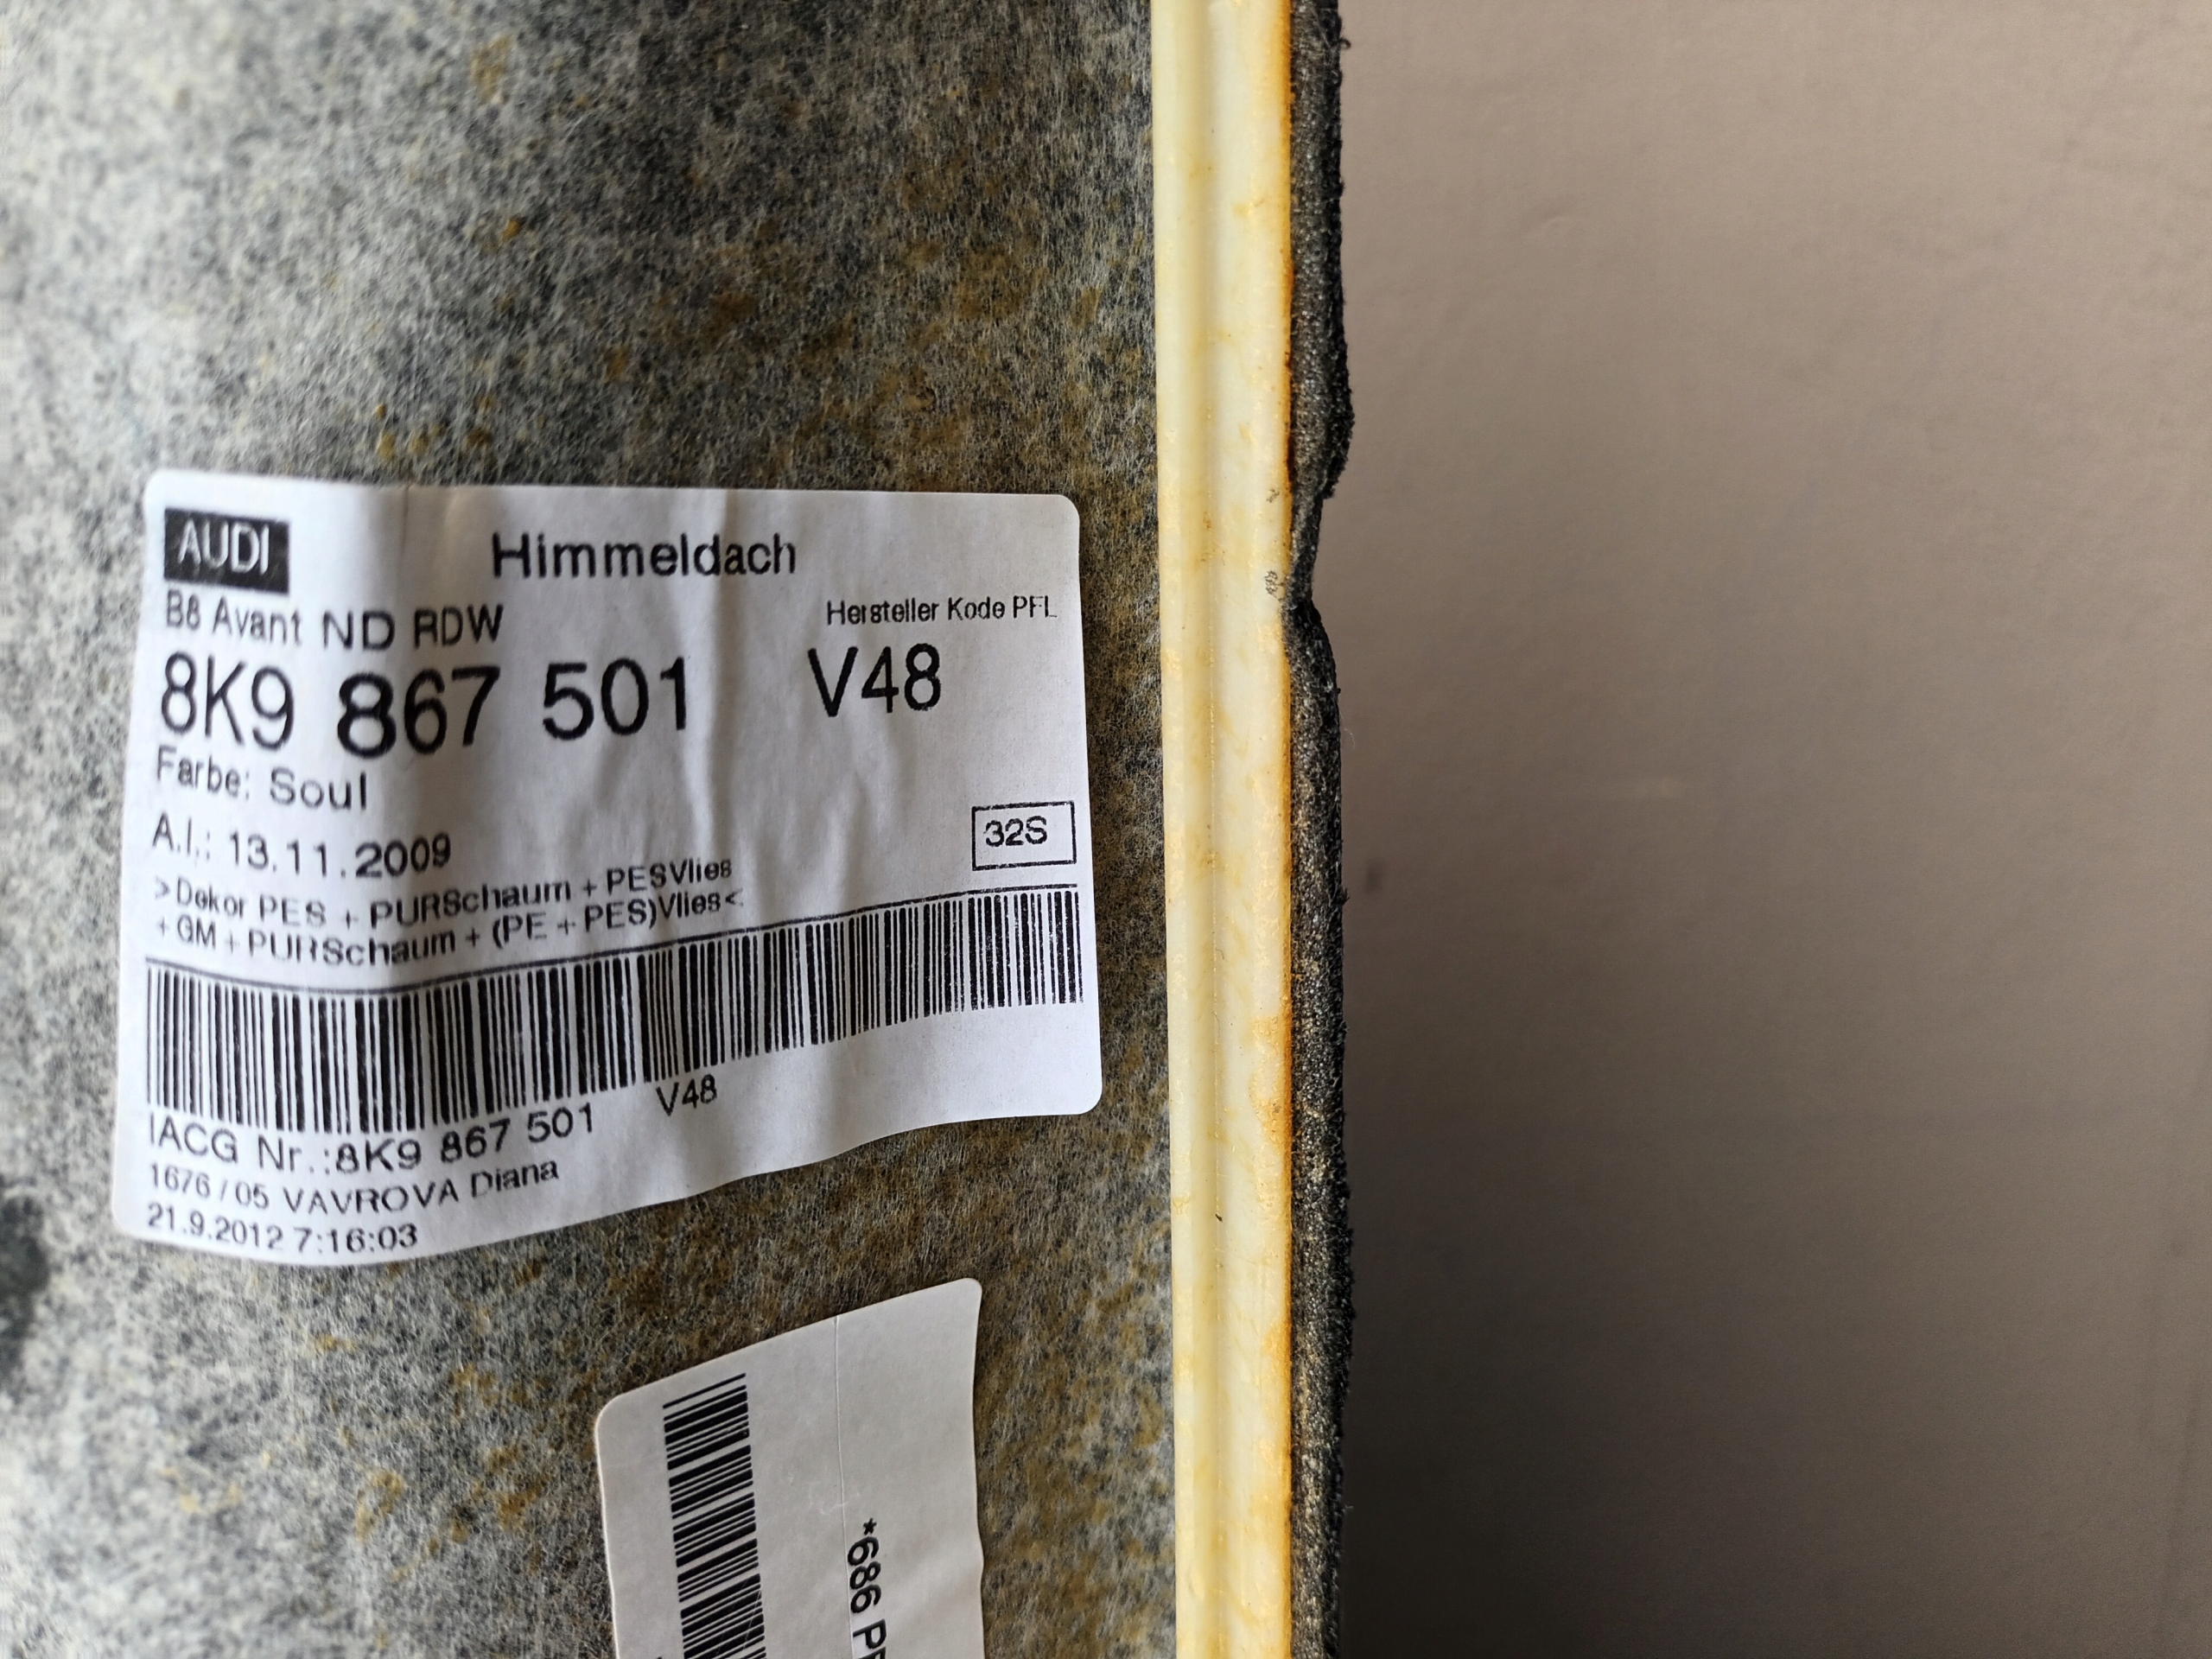 AUDI
Himmeldach
B8 Avant ND RDW
Hersteller Kode PFL
8K9 867 501 V48
Farbe: Soul
A.I.: 13.11.2009
32S
>Dekor PES + PURSchaum + PESVlies
+ GM + PURSchaum + (PE + PES)Vlies<
IACG Nr.:8K9 867 501 V48
1676 / 05 VAVROVA Diana
21.9.2012 7:16:03
*686